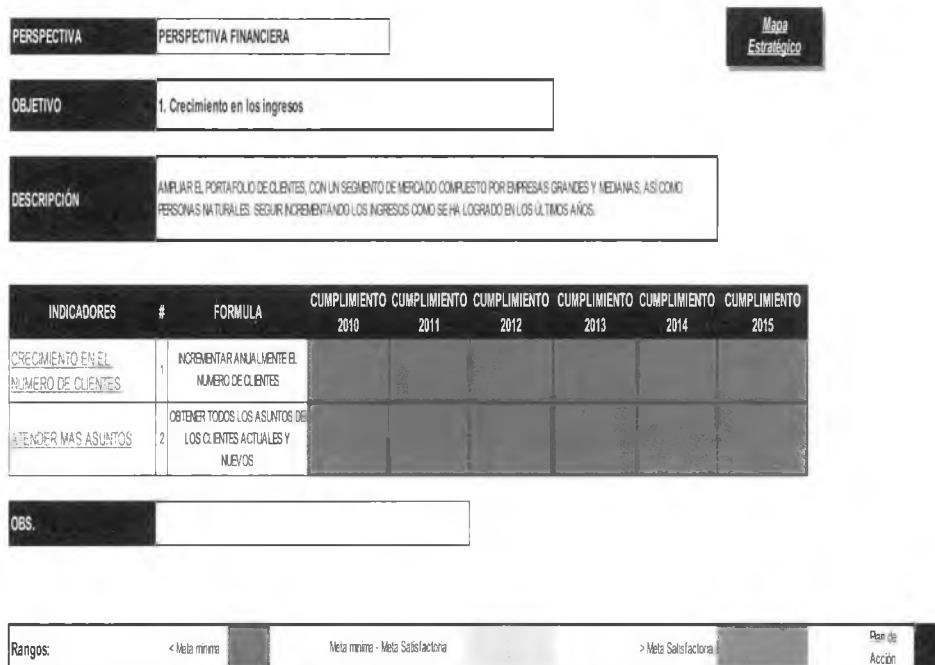 PERSPECTIVA PERSPECTIVA FINANCIERA
Mapa
Estratégico
OBJETIVO 1. Crecimiento en los ingresos
DESCRIPCIÓN AMPLIAR EL PORTAFOLIO DE CLIENTES, CON UN SEGMENTO DE MERCADO COMPUESTO POR EMPRESAS GRANDES Y MEDIANAS, ASÍ COMO
PERSONAS NATURALES. SEGUIR INCREMENTANDO LOS INGRESOS COMO SE HA LOGRADO EN LOS ÚLTIMOS AÑOS.
INDICADORES # FORMULA CUMPLIMIENTO 2010 CUMPLIMIENTO 2011 CUMPLIMIENTO 2012 CUMPLIMIENTO 2013 CUMPLIMIENTO 2014 CUMPLIMIENTO 2015
CRECIMIENTO EN EL
NUMERO DE CLIENTES
1
INCREMENTAR ANUALMENTE EL
NUMERO DE CLIENTES
ATENDER MAS ASUNTOS
2
OBTENER TODOS LOS ASUNTOS DE
LOS CLIENTES ACTUALES Y
NUEVOS
OBS.
Rangos: < Meta minima Meta minima - Meta Satisfactoria > Meta Satisfactoria
Plan de
Acción